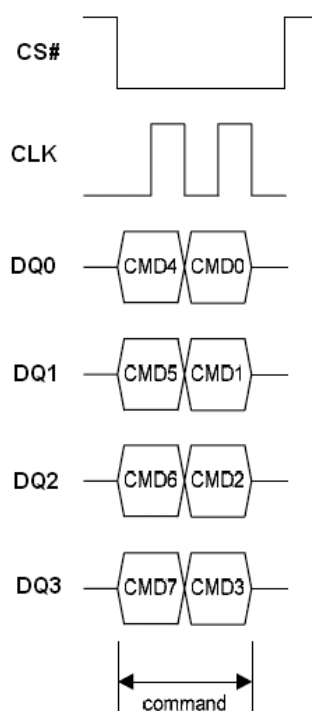 CS#
CLK
DQ0 CMD4 CMD0
DQ1 CMD5 CMD1
DQ2 CMD6 CMD2
DQ3 CMD7 CMD3
command